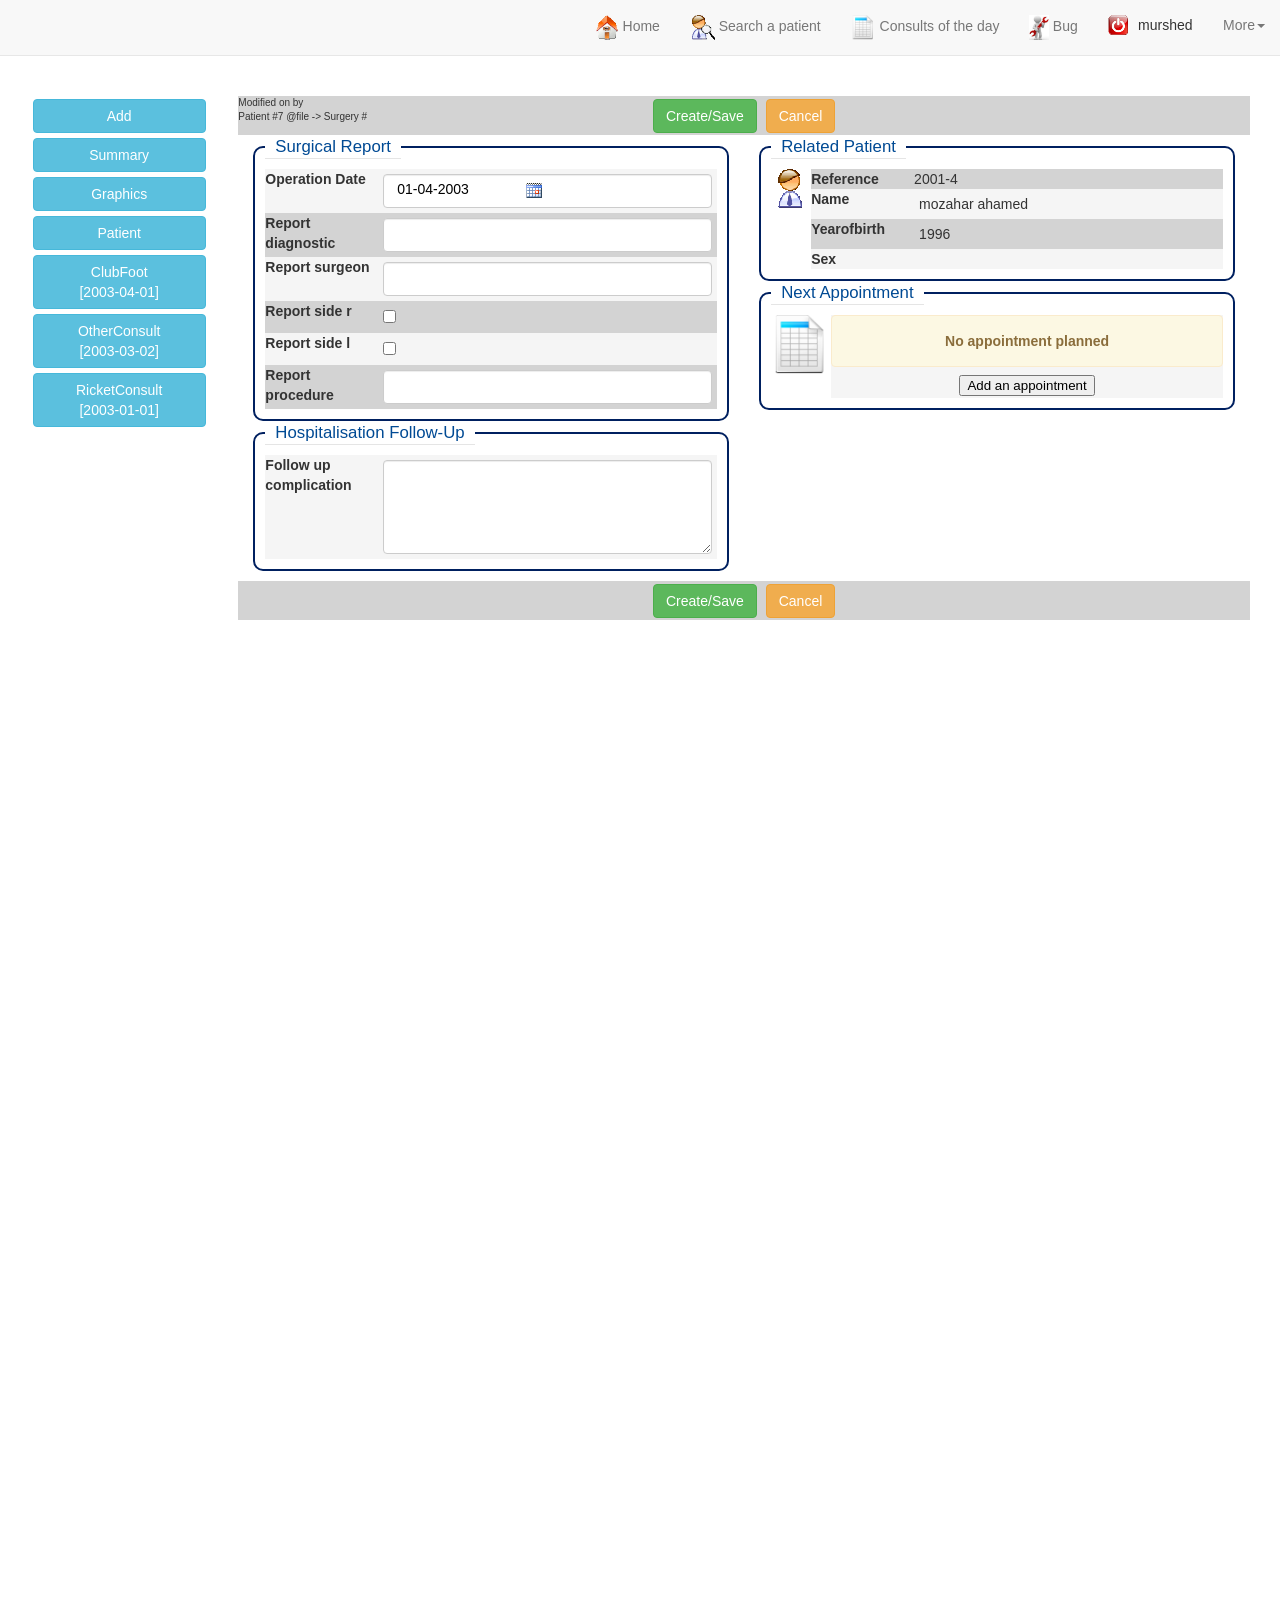 Home
Search a patient
Consults of the day
Bug
murshed
More
Add
Summary
Graphics
Patient
ClubFoot
[2003-04-01]
OtherConsult
[2003-03-02]
RicketConsult
[2003-01-01]
Modified on by
Patient #7 @file -> Surgery #
Create/Save
Cancel
Surgical Report
Operation Date
01-04-2003
Report
diagnostic
Report surgeon
Report side r
Report side l
Report
procedure
Hospitalisation Follow-Up
Follow up
complication
Related Patient
Reference
2001-4
Name
mozahar ahamed
Yearofbirth
1996
Sex
Next Appointment
No appointment planned
Add an appointment
Create/Save
Cancel